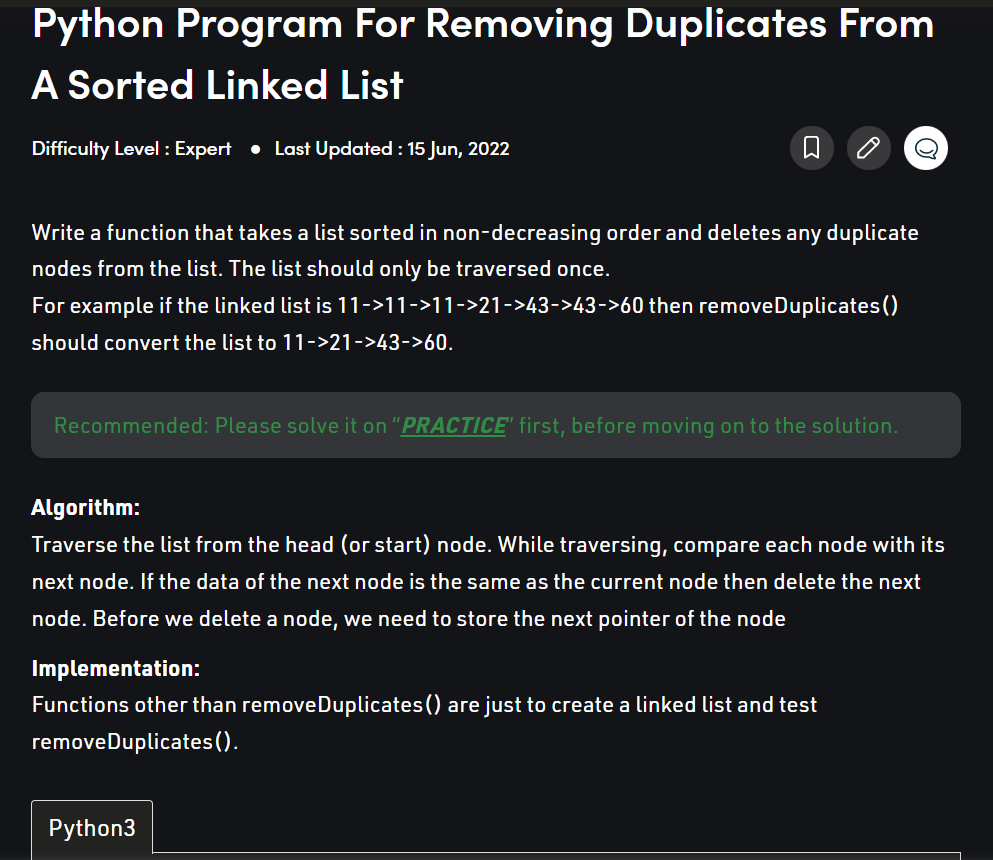 Python Program For Removing Duplicates From
A Sorted Linked List
Difficulty Level : Expert ● Last Updated : 15 Jun, 2022
Write a function that takes a list sorted in non-decreasing order and deletes any duplicate
nodes from the list. The list should only be traversed once.
For example if the linked list is 11->11->11->21->43->43->60 then removeDuplicates()
should convert the list to 11->21->43->60.
Recommended: Please solve it on "PRACTICE" first, before moving on to the solution.
Algorithm:
Traverse the list from the head (or start) node. While traversing, compare each node with its
next node. If the data of the next node is the same as the current node then delete the next
node. Before we delete a node, we need to store the next pointer of the node
Implementation:
Functions other than removeDuplicates() are just to create a linked list and test
removeDuplicates().
Python3